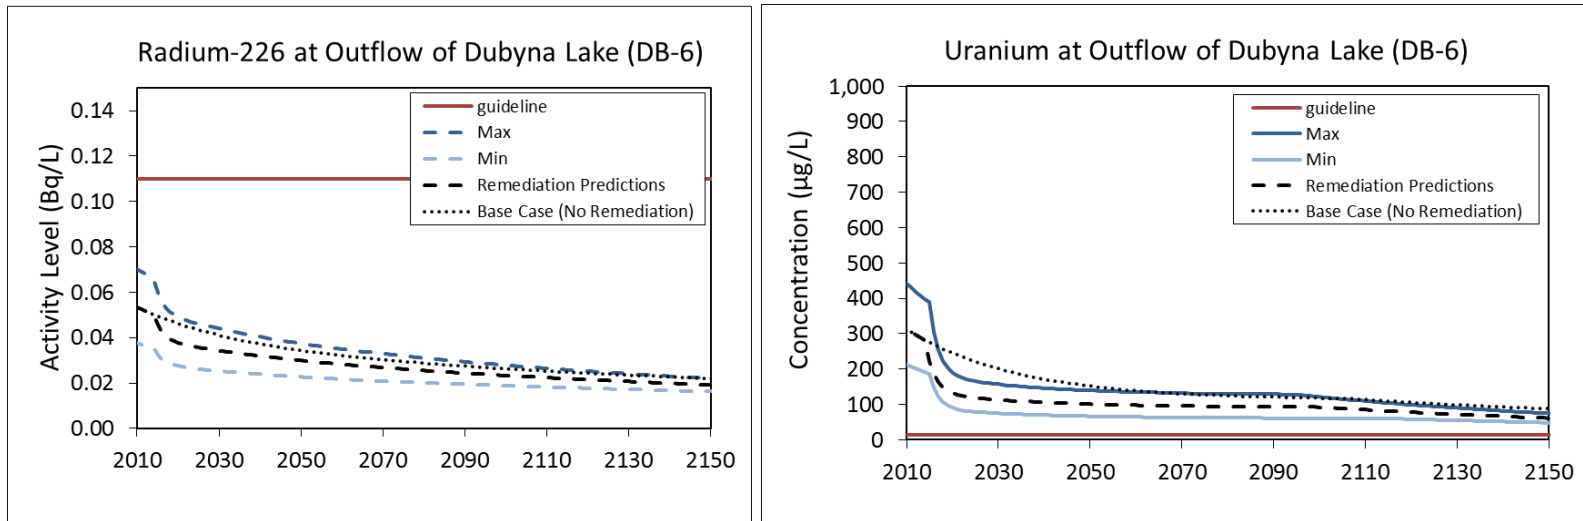 Radium-226 at Outflow of Dubyna Lake (DB-6)
Activity Level (Bq/L)
0.14
0.12
0.10
0.08
0.06
0.04
0.02
0.00
guideline
Max
Min
Remediation Predictions
Base Case (No Remediation)
2010 2030 2050 2070 2090 2110 2130 2150
Uranium at Outflow of Dubyna Lake (DB-6)
Concentration (µg/L)
1,000
900
800
700
600
500
400
300
200
100
0
guideline
Max
Min
Remediation Predictions
Base Case (No Remediation)
2010 2030 2050 2070 2090 2110 2130 2150